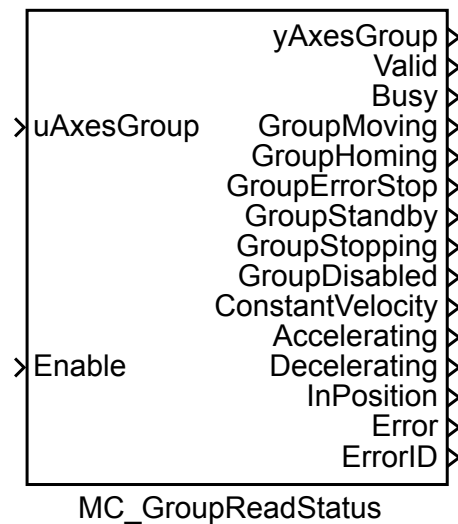 yAxesGroup
Valid
Busy
uAxesGroup
GroupMoving
GroupHoming
GroupErrorStop
GroupStandby
GroupStopping
GroupDisabled
ConstantVelocity
Accelerating
Enable
Decelerating
InPosition
Error
ErrorID
MC_GroupReadStatus